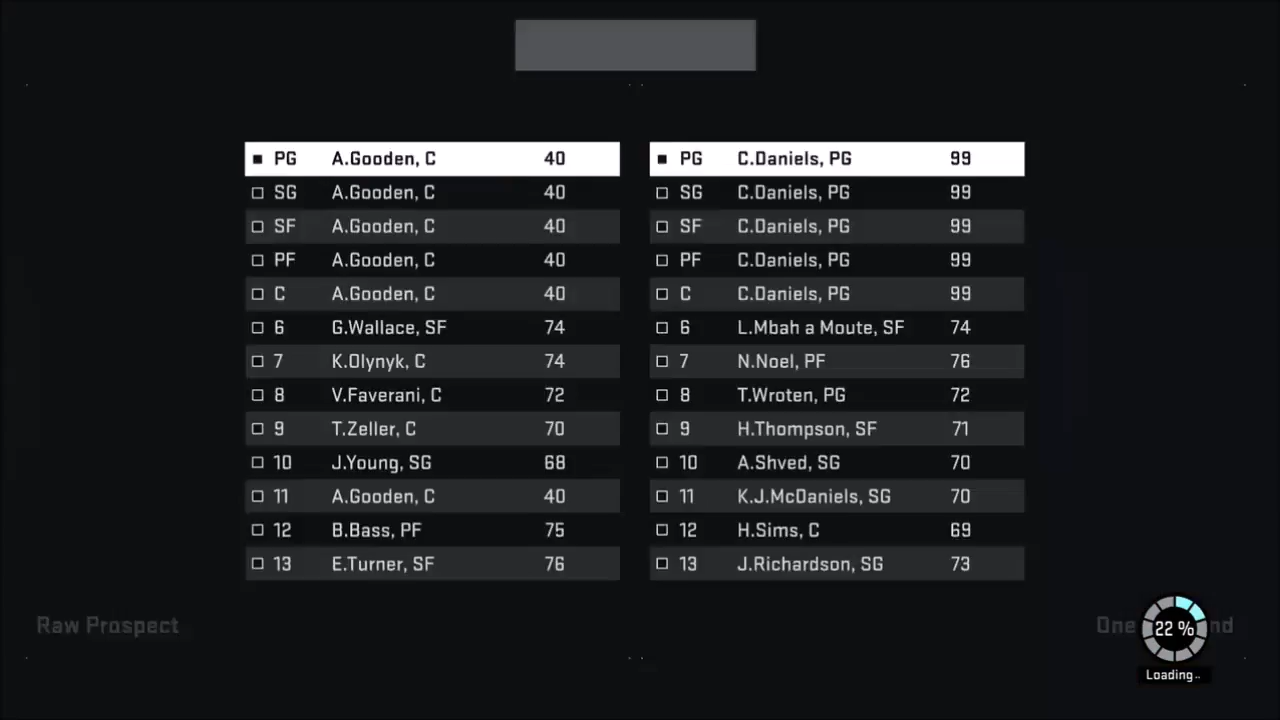 PG A.Gooden, C 40
SG A.Gooden, C 40
SF A.Gooden, C 40
PF A.Gooden, C 40
C A.Gooden, C 40
6 G.Wallace, SF 74
7 K.Olynyk, C 74
8 V.Faverani, C 72
9 T.Zeller, C 70
10 J.Young, SG 68
11 A.Gooden, C 40
12 B.Bass, PF 75
13 E.Turner, SF 76
PG C.Daniels, PG 99
SG C.Daniels, PG 99
SF C.Daniels, PG 99
PF C.Daniels, PG 99
C C.Daniels, PG 99
6 L.Mbah a Moute, SF 74
7 N.Noel, PF 76
8 T.Wroten, PG 72
9 H.Thompson, SF 71
10 A.Shved, SG 70
11 K.J.McDaniels, SG 70
12 H.Sims, C 69
13 J.Richardson, SG 73
Raw Prospect
One
22 %
Loading..